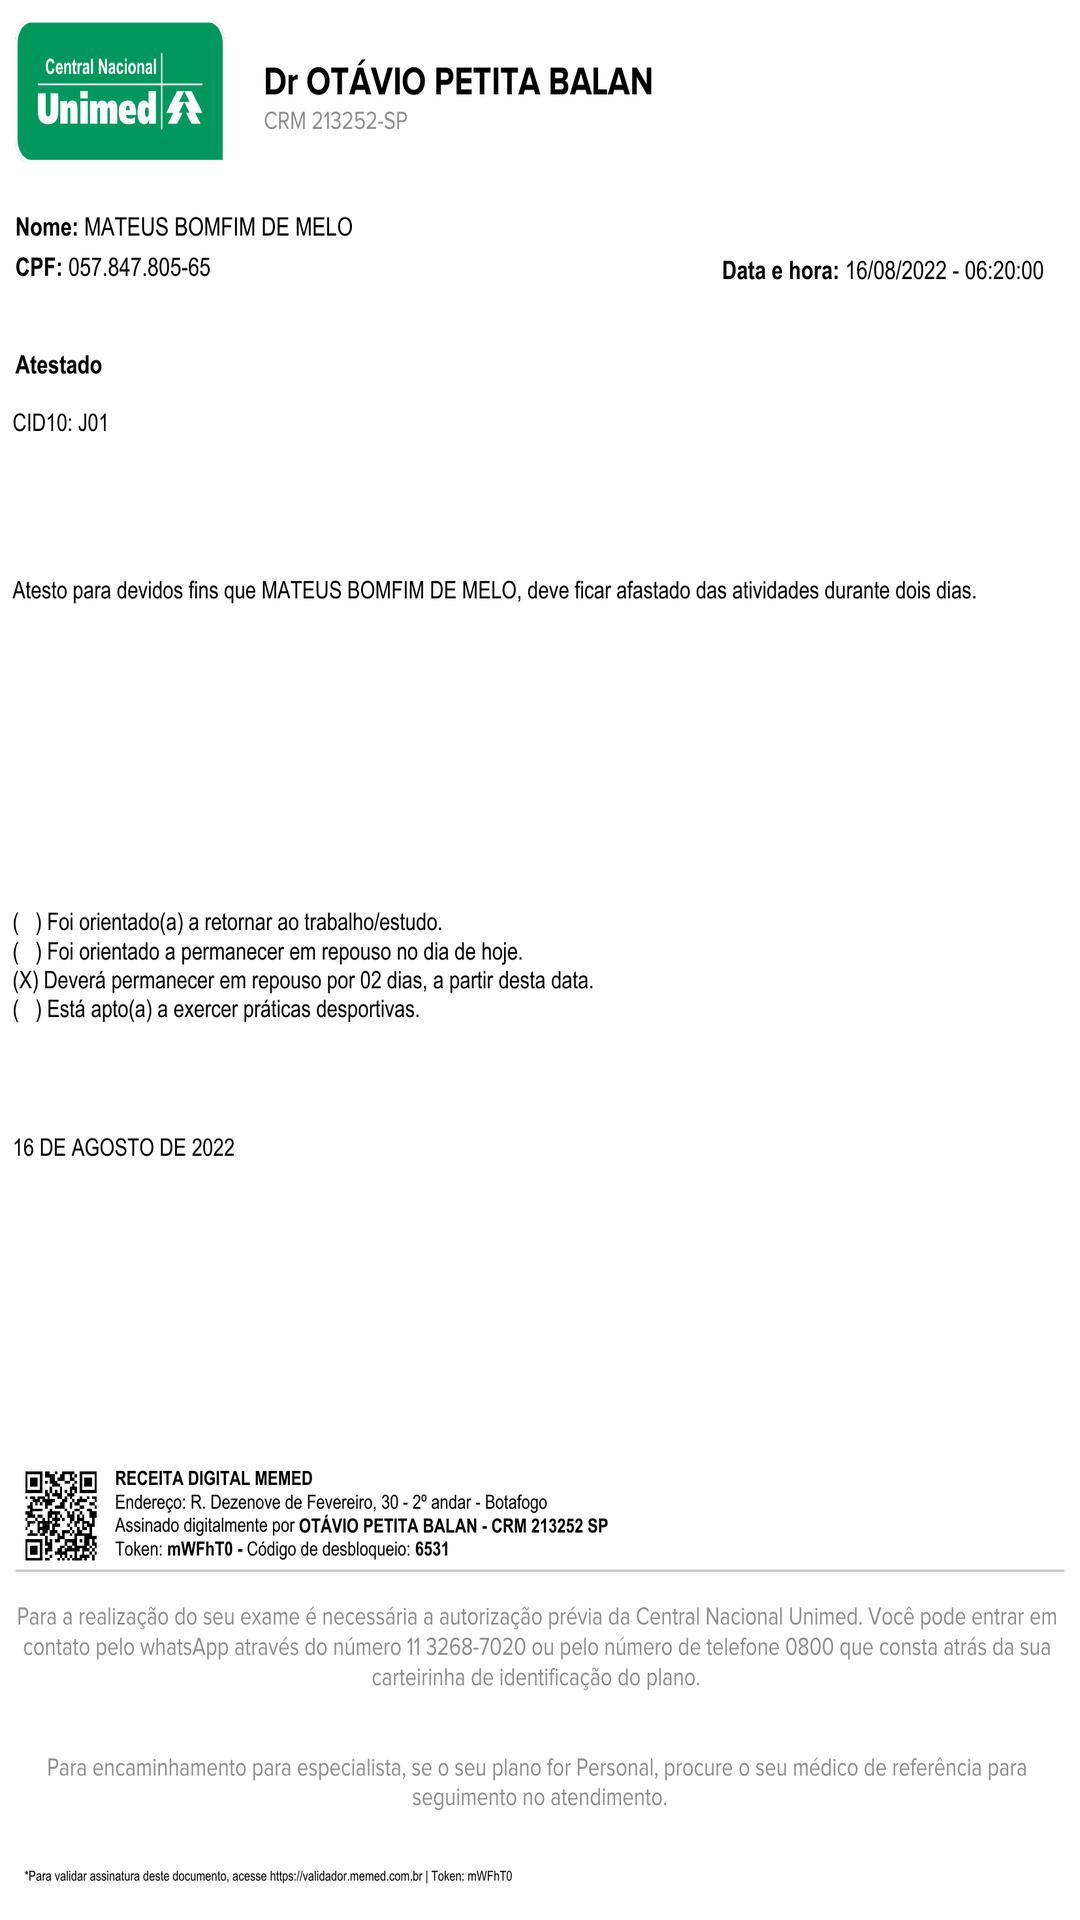 Central Nacional
Unimed
Dr OTÁVIO PETITA BALAN
CRM 213252-SP
Nome: MATEUS BOMFIM DE MELO
CPF: 057.847.805-65
Data e hora: 16/08/2022 - 06:20:00
Atestado
CID10: J01
Atesto para devidos fins que MATEUS BOMFIM DE MELO, deve ficar afastado das atividades durante dois dias.
( ) Foi orientado(a) a retornar ao trabalho/estudo.
( ) Foi orientado a permanecer em repouso no dia de hoje.
(X) Deverá permanecer em repouso por 02 dias, a partir desta data.
( ) Está apto(a) a exercer práticas desportivas.
16 DE AGOSTO DE 2022
RECEITA DIGITAL MEMED
Endereço: R. Dezenove de Fevereiro, 30 - 2º andar - Botafogo
Assinado digitalmente por OTÁVIO PETITA BALAN - CRM 213252 SP
Token: mWFhT0 - Código de desbloqueio: 6531
Para a realização do seu exame é necessária a autorização prévia da Central Nacional Unimed. Você pode entrar em
contato pelo whatsApp através do número 11 3268-7020 ou pelo número de telefone 0800 que consta atrás da sua
carteirinha de identificação do plano.
Para encaminhamento para especialista, se o seu plano for Personal, procure o seu médico de referência para
seguimento no atendimento.
*Para validar assinatura deste documento, acesse https://validador.memed.com.br | Token: mWFhT0